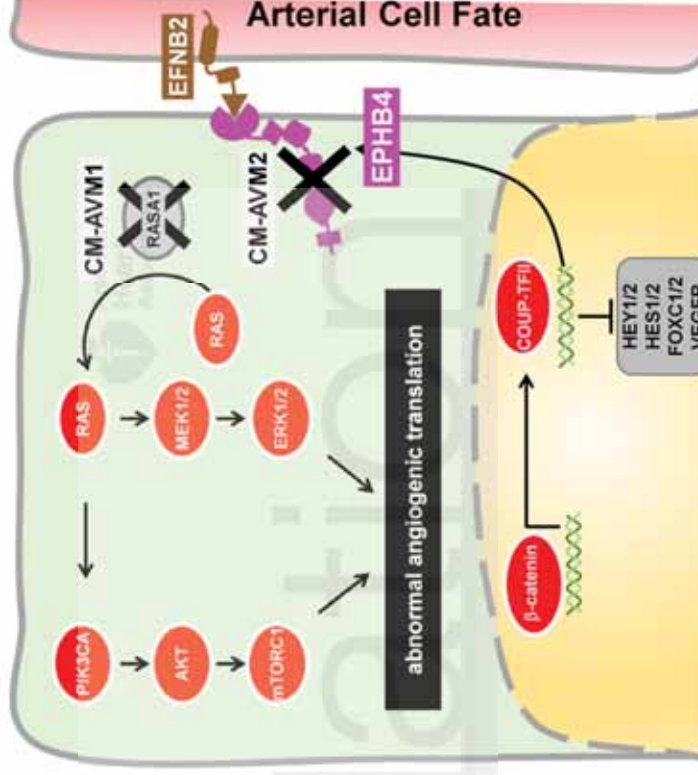 Arterial Cell Fate
EFNB2
CM-AVM1
RASA1
CM-AVM2
EPHB4
RAS
RAS
MEK1/2
ERK1/2
PIK3CA
AKT
mTORC1
abnormal angiogenic translation
COUP-TFII
β-catenin
HEY1/2
HES1/2
FOXC1/2